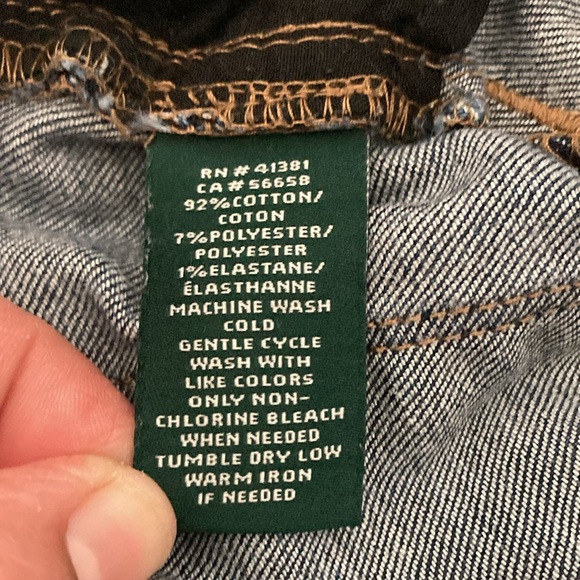 RN # 41381
CA # 56658
92%COTTON/
COTON
7%POLYESTER/
POLYESTER
1%ELASTANE/
ÉLASTHANNE
MACHINE WASH
COLD
GENTLE CYCLE
WASH WITH
LIKE COLORS
ONLY NON-
CHLORINE BLEACH
WHEN NEEDED
TUMBLE DRY LOW
WARM IRON
IF NEEDED